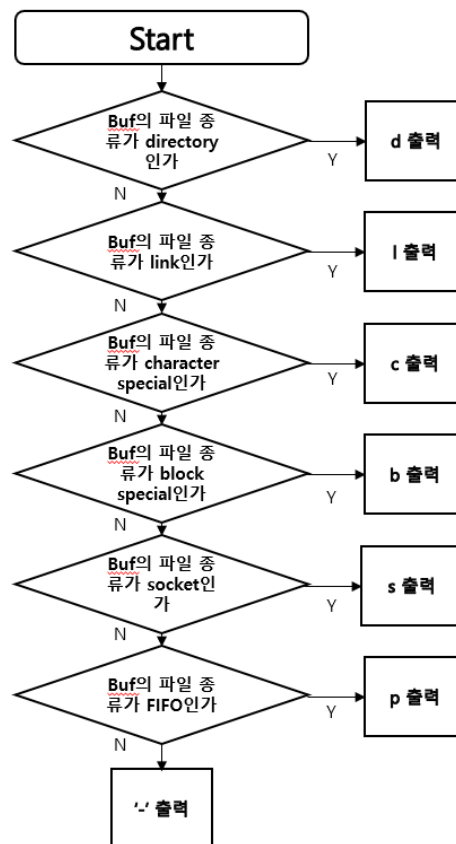 Start
Buf의 파일 종
류가 directory
인가
d 출력
Y
N
Buf의 파일 종
류가 link인가
l 출력
Y
N
Buf의 파일 종
류가 character
special인가
c 출력
Y
N
Buf의 파일 종
류가 block
special인가
b 출력
Y
N
Buf의 파일 종
류가 socket인
가
s 출력
Y
N
Buf의 파일 종
류가 FIFO인가
p 출력
Y
N
‘-‘ 출력